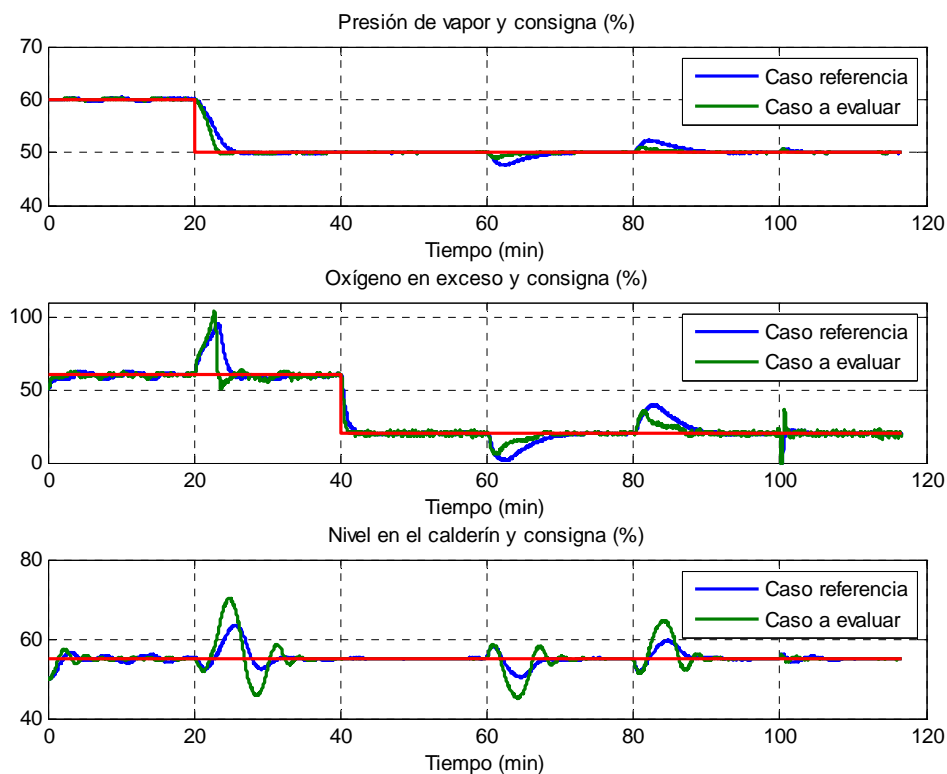 Presión de vapor y consigna (%)
70
60
50
40
Caso referencia
Caso a evaluar
0 20 40 60 80 100 120
Tiempo (min)
Oxígeno en exceso y consigna (%)
100
50
0
Caso referencia
Caso a evaluar
0 20 40 60 80 100 120
Tiempo (min)
Nivel en el calderín y consigna (%)
80
60
40
Caso referencia
Caso a evaluar
0 20 40 60 80 100 120
Tiempo (min)